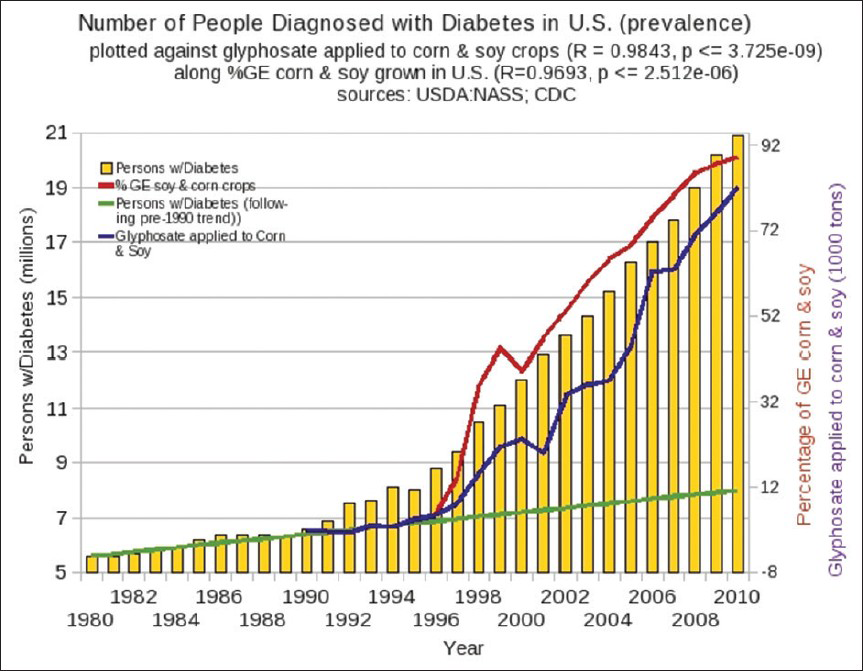 Number of People Diagnosed with Diabetes in U.S. (prevalence)
plotted against glyphosate applied to corn & soy crops (R = 0.9843, p <= 3.725e-09)
along %GE corn & soy grown in U.S. (R=0.9693, p <= 2.512e-06)
sources: USDA:NASS; CDC
Persons w/Diabetes
% GE soy & corn crops
Persons w/Diabetes (follow-
ing pre-1990 trend))
Glyphosate applied to Corn
& Soy
Persons w/Diabetes (millions)
21
19
17
15
13
11
9
7
5
92
72
52
32
12
-8
Percentage of GE corn & soy
Glyphosate applied to corn & soy (1000 tons)
1982 1986 1990 1994 1998 2002 2006 2010
1980 1984 1988 1992 1996 2000 2004 2008
Year